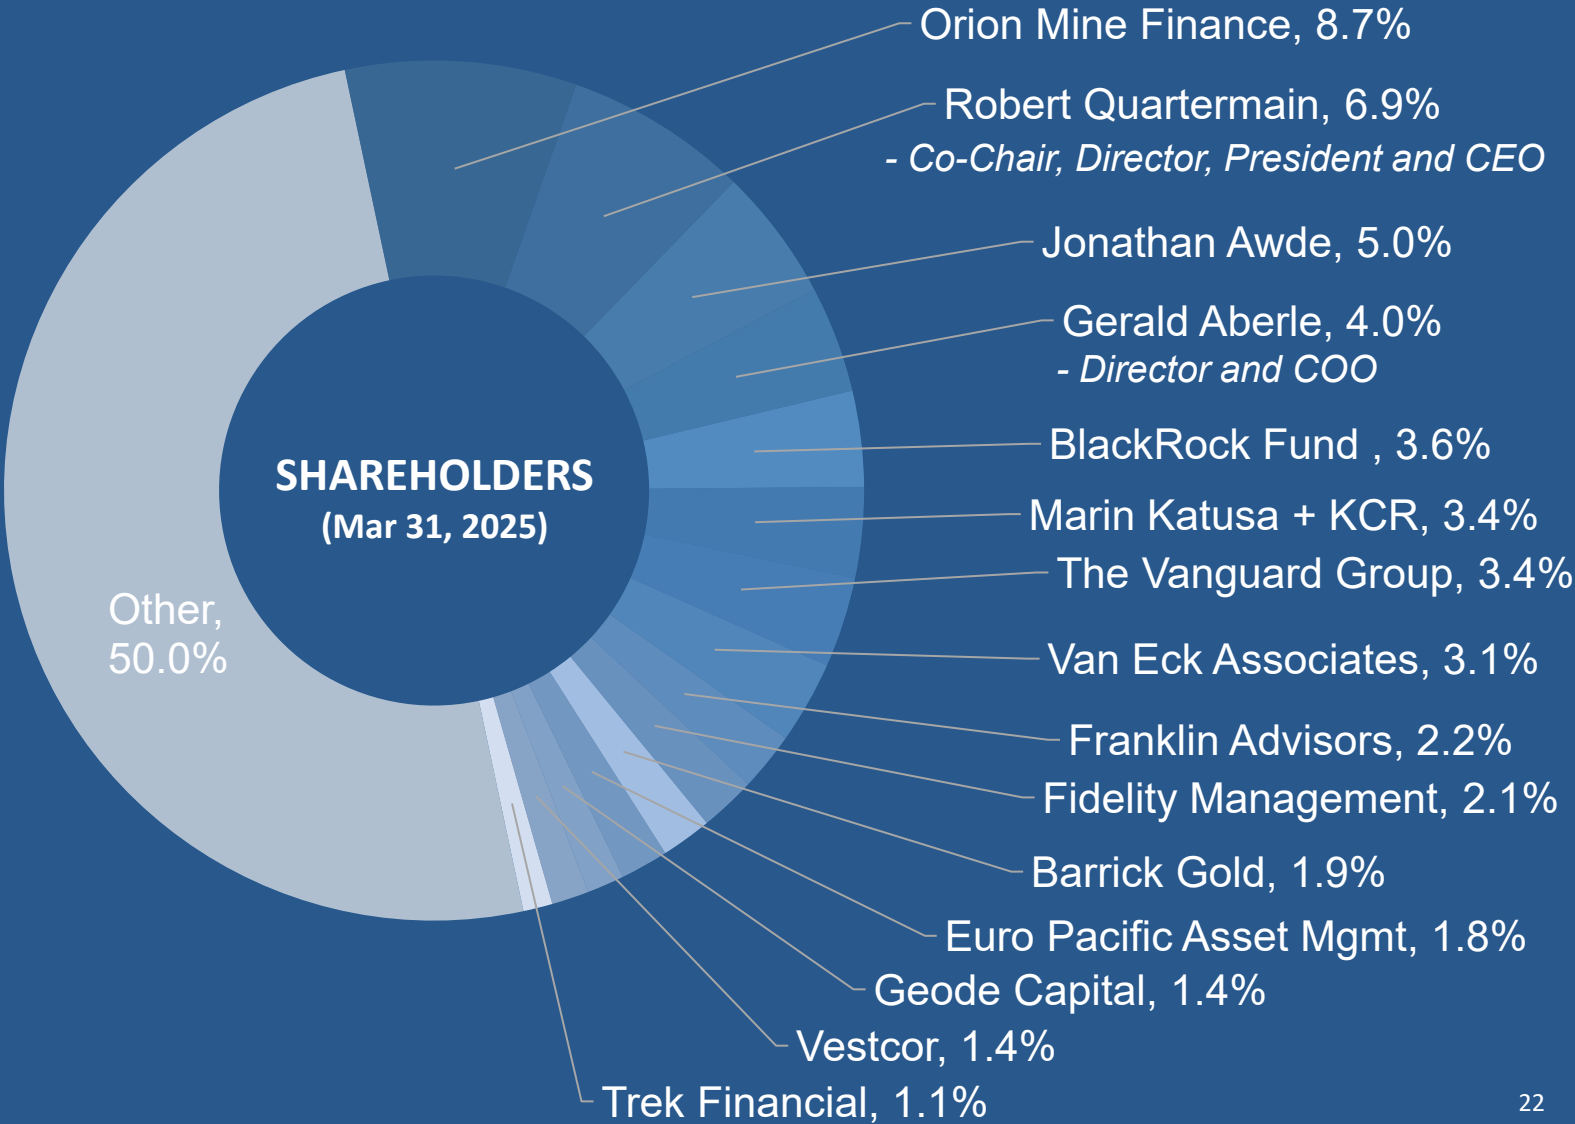 Orion Mine Finance, 8.7%
Robert Quartermain, 6.9%
- Co-Chair, Director, President and CEO
Jonathan Awde, 5.0%
Gerald Aberle, 4.0%
- Director and COO
BlackRock Fund , 3.6%
Marin Katusa + KCR, 3.4%
The Vanguard Group, 3.4%
Van Eck Associates, 3.1%
Franklin Advisors, 2.2%
Fidelity Management, 2.1%
Barrick Gold, 1.9%
Euro Pacific Asset Mgmt, 1.8%
Geode Capital, 1.4%
Vestcor, 1.4%
Trek Financial, 1.1%
Other,
50.0%
SHAREHOLDERS
(Mar 31, 2025)
22